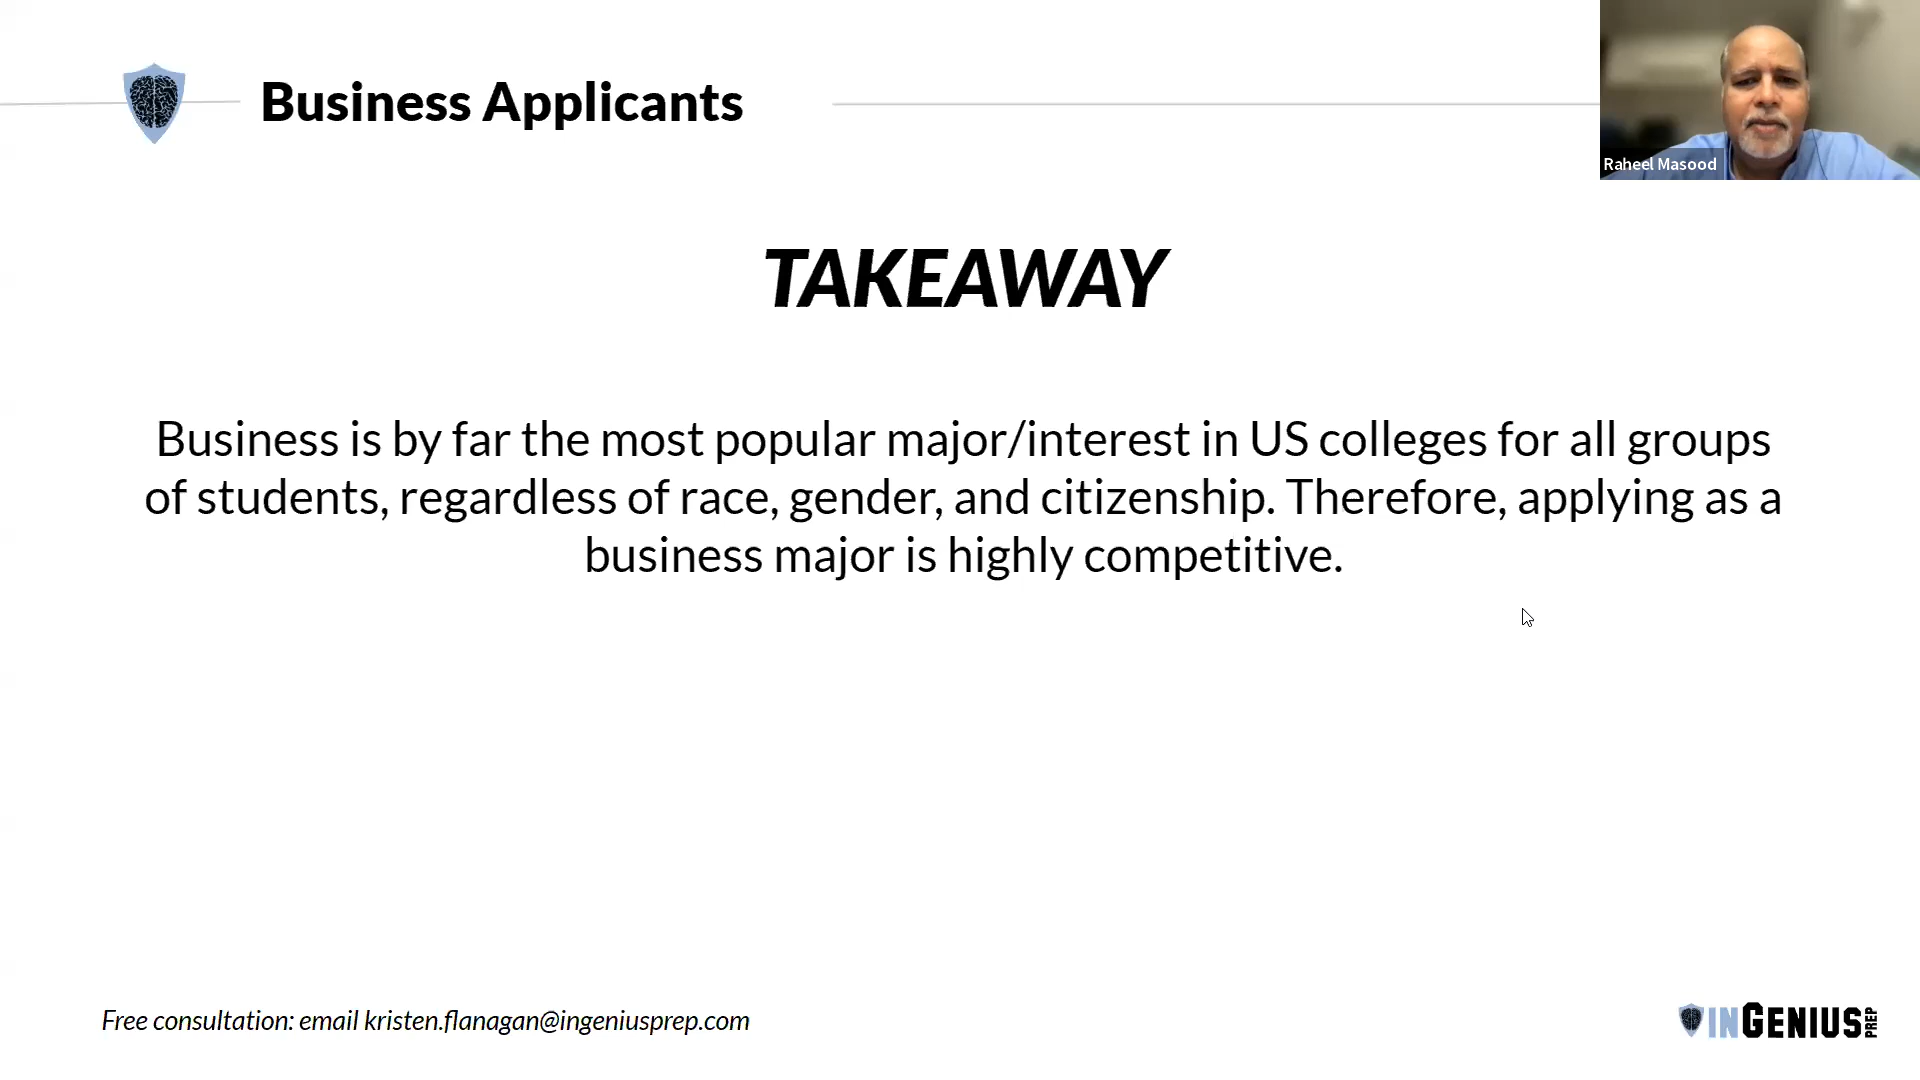 Business Applicants
Raheel Masood
TAKEAWAY
Business is by far the most popular major/interest in US colleges for all groups
of students, regardless of race, gender, and citizenship. Therefore, applying as a
business major is highly competitive.
Free consultation: email kristen.flanagan@ingeniusprep.com
INGENIUS PREP